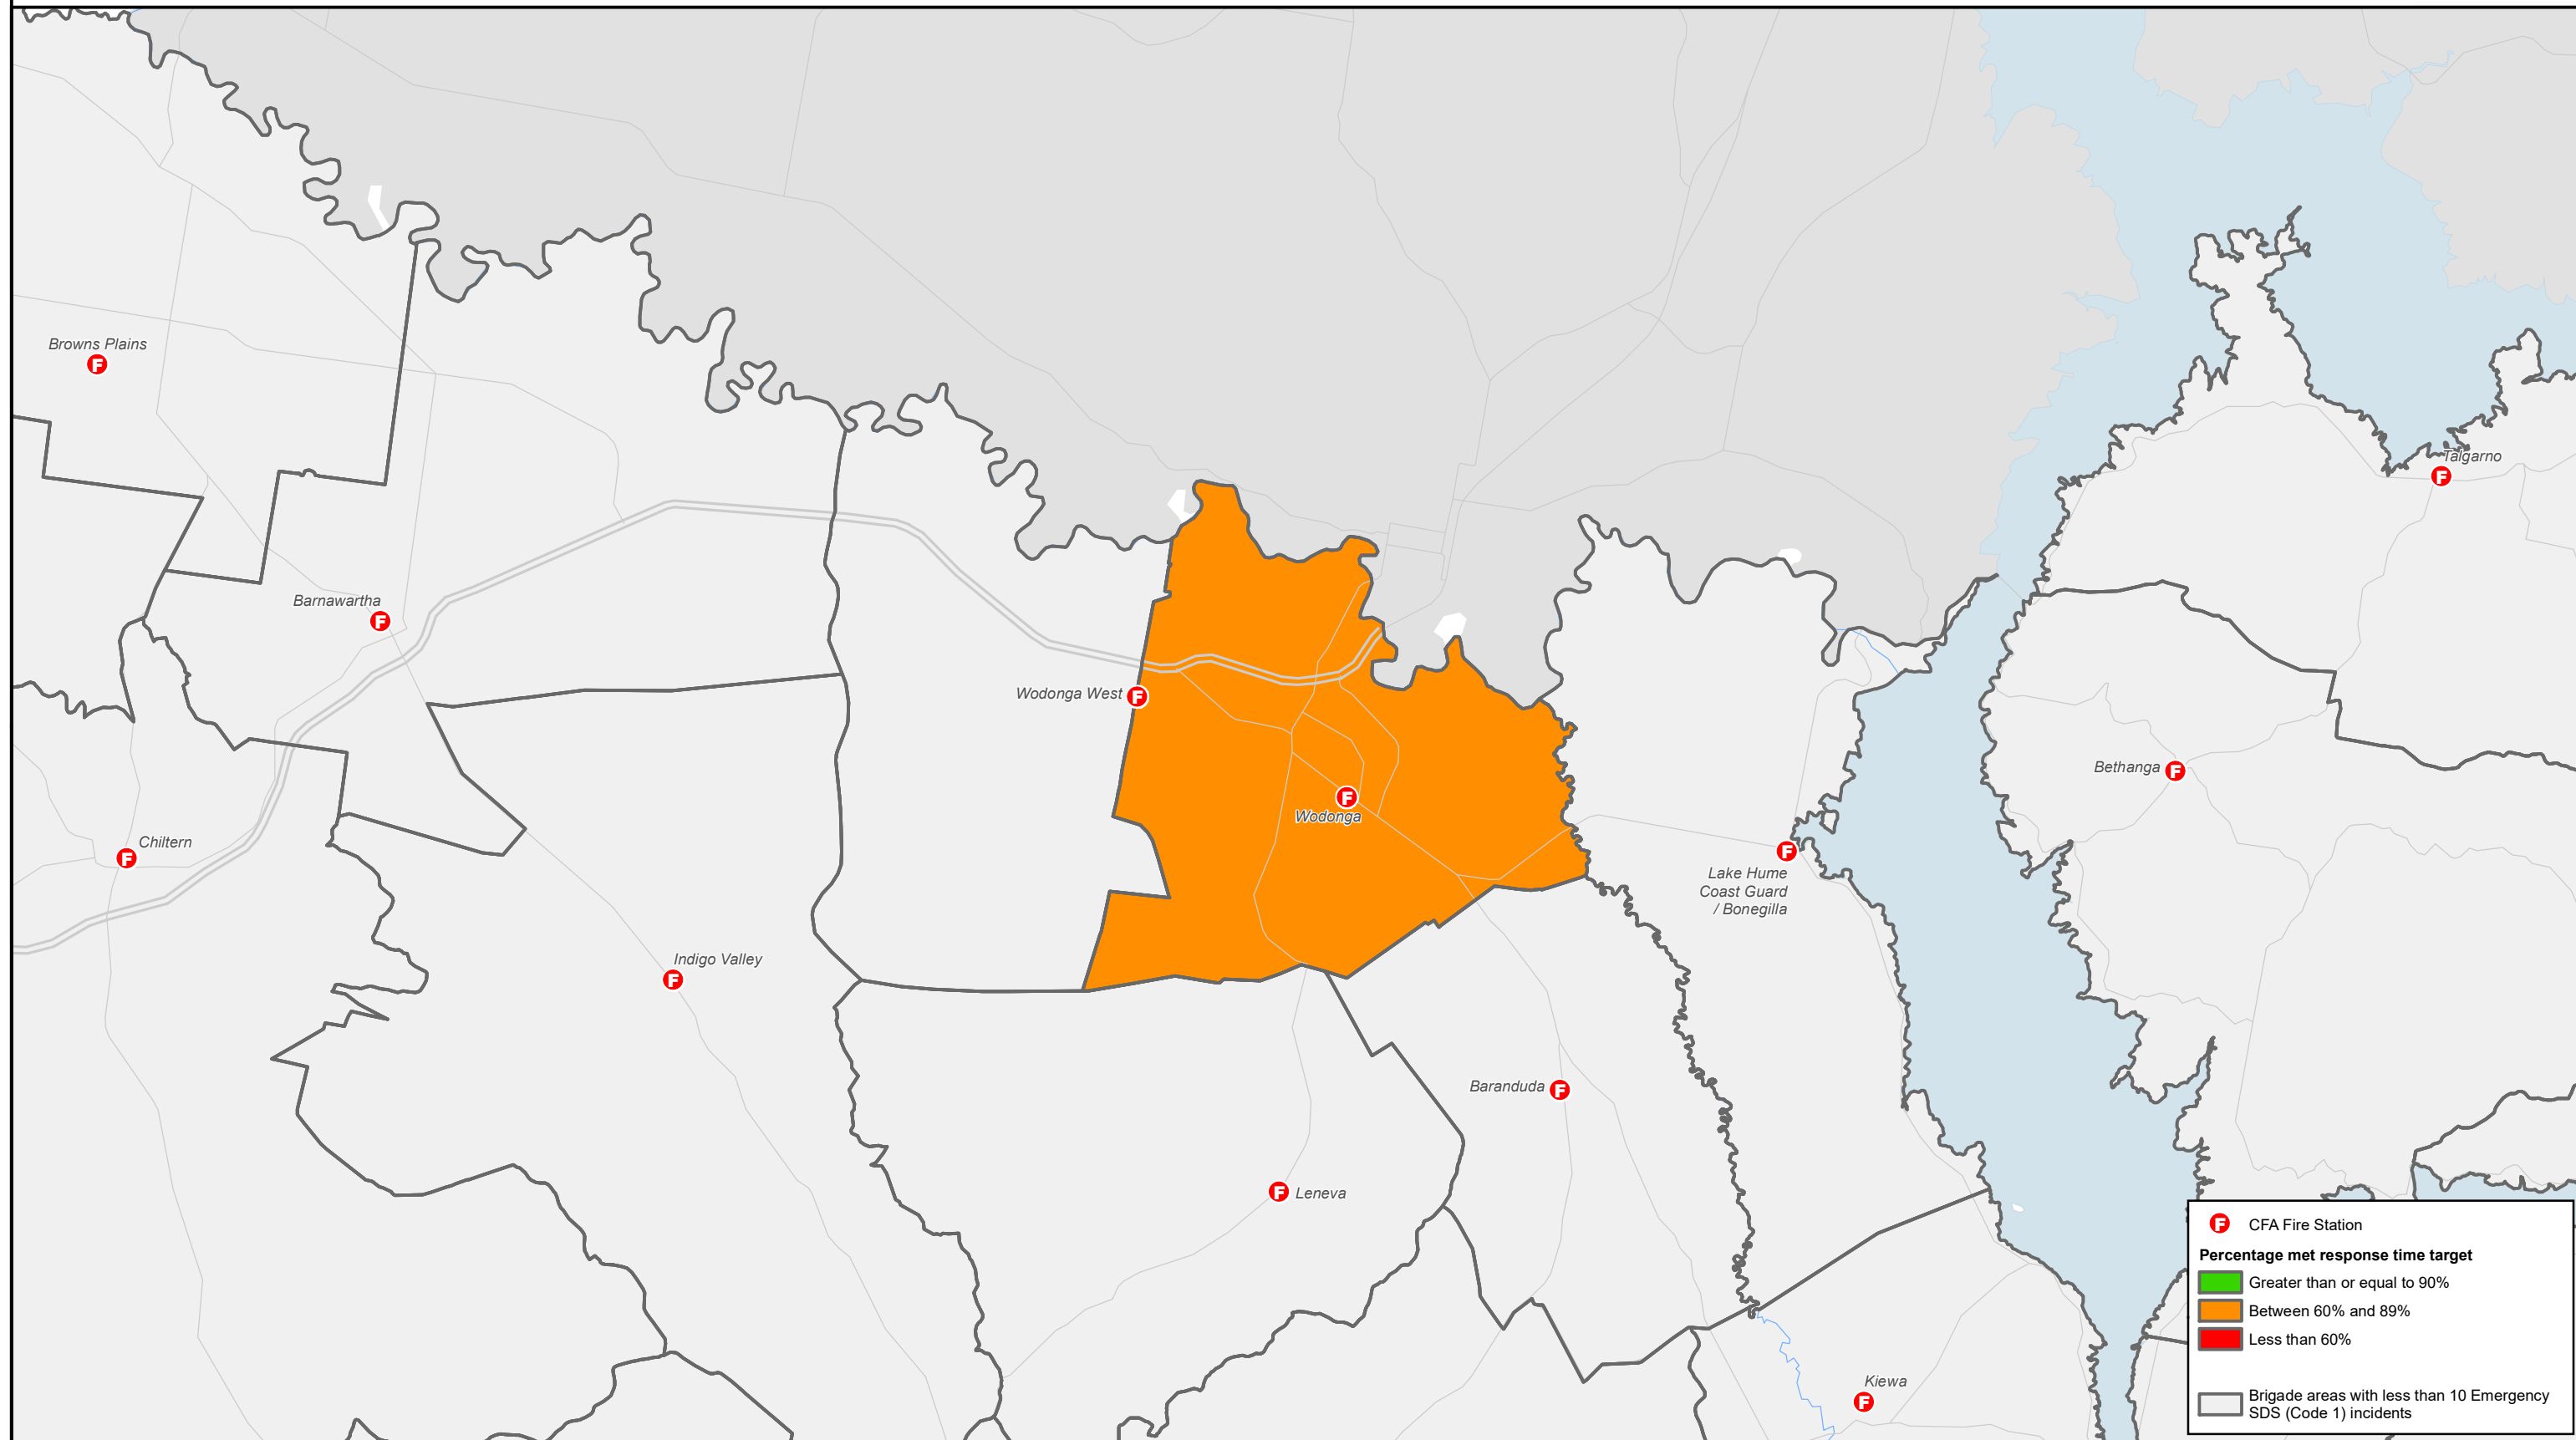 Browns Plains
Talgarno
Barnawartha
Wodonga West
Bethanga
Wodonga
Chiltern
Lake Hume
Coast Guard
/ Bonegilla
Indigo Valley
Baranduda
Leneva
Kiewa
CFA Fire Station
Percentage met response time target
Greater than or equal to 90%
Between 60% and 89%
Less than 60%
Brigade areas with less than 10 Emergency
SDS (Code 1) incidents